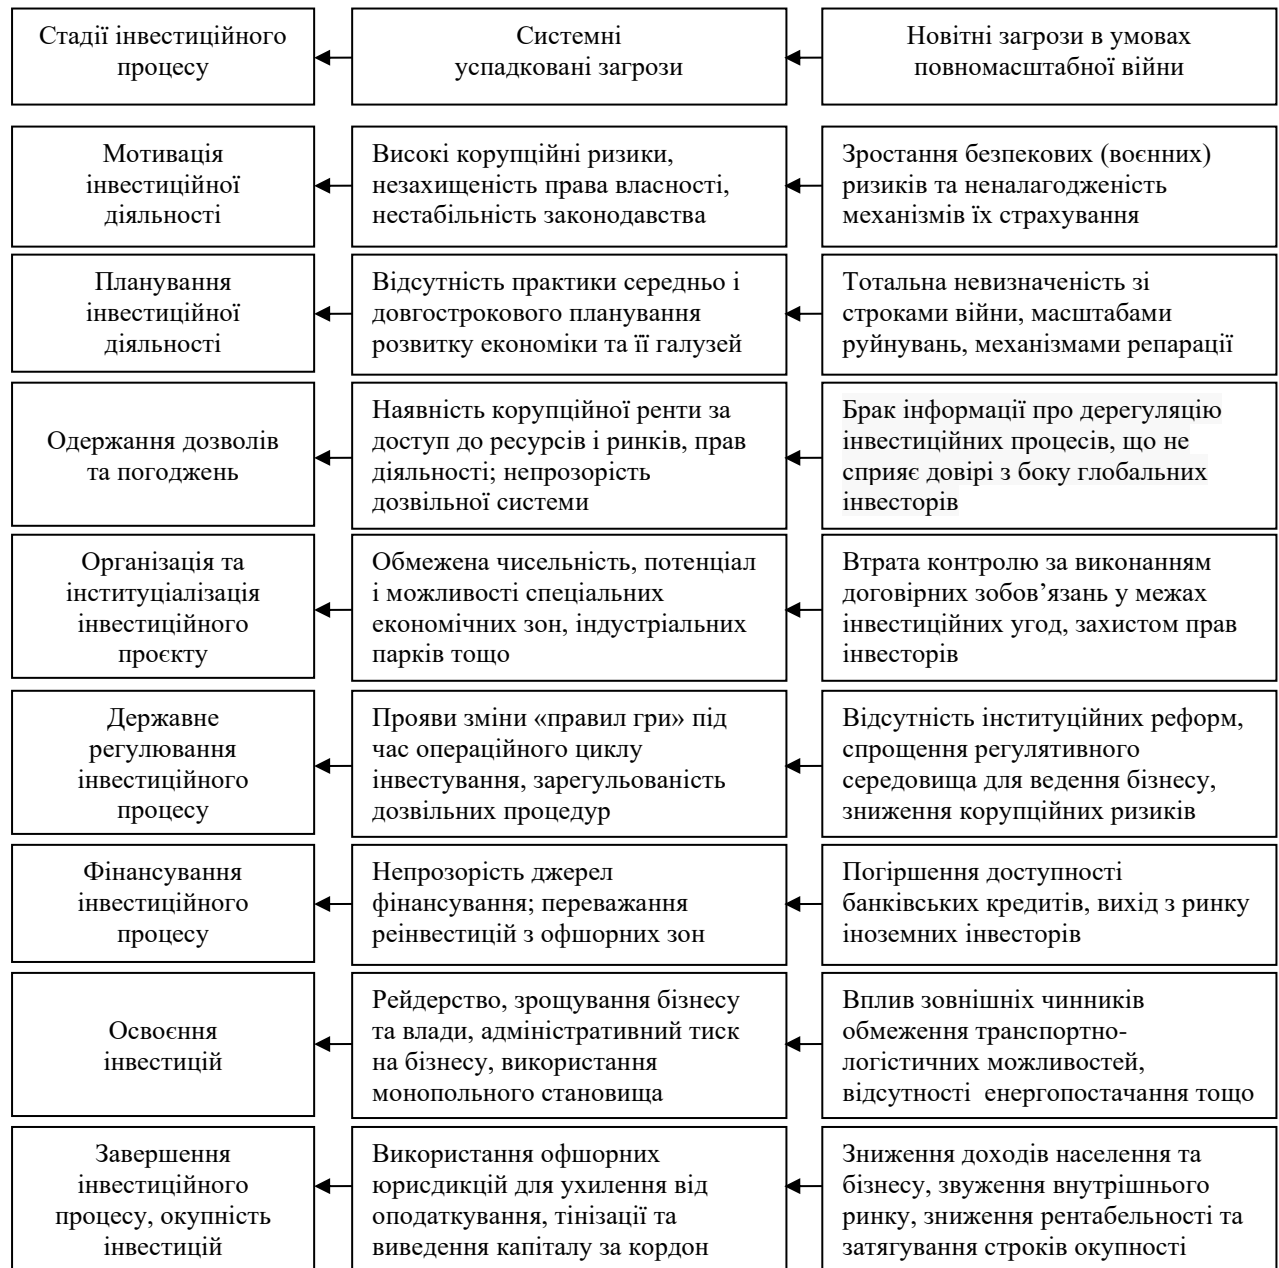 Стадії інвестиційного
процесу
Системні
успадковані загрози
Новітні загрози в умовах
повномасштабної війни
Мотивація
інвестиційної
діяльності
Високі корупційні ризики,
незахищеність права власності,
нестабільність законодавства
Зростання безпекових (воєнних)
ризиків та неналагодженість
механізмів їх страхування
Планування
інвестиційної
діяльності
Відсутність практики середньо і
довгострокового планування
розвитку економіки та її галузей
Тотальна невизначеність зі
строками війни, масштабами
руйнувань, механізмами репарації
Одержання дозволів
та погоджень
Наявність корупційної ренти за
доступ до ресурсів і ринків, прав
діяльності; непрозорість
дозвільної системи
Брак інформації про дерегуляцію
інвестиційних процесів, що не
сприяє довірі з боку глобальних
інвесторів
Організація та
інституціалізація
інвестиційного
проєкту
Обмежена чисельність, потенціал
і можливості спеціальних
економічних зон, індустріальних
парків тощо
Втрата контролю за виконанням
договірних зобов’язань у межах
інвестиційних угод, захистом прав
інвесторів
Державне
регулювання
інвестиційного
процесу
Прояви зміни «правил гри» під
час операційного циклу
інвестування, зарегульованість
дозвільних процедур
Відсутність інституційних реформ,
спрощення регулятивного
середовища для ведення бізнесу,
зниження корупційних ризиків
Фінансування
інвестиційного
процесу
Непрозорість джерел
фінансування; переважання
реінвестицій з офшорних зон
Погіршення доступності
банківських кредитів, вихід з ринку
іноземних інвесторів
Освоєння
інвестицій
Рейдерство, зрощування бізнесу
та влади, адміністративний тиск
на бізнесу, використання
монопольного становища
Вплив зовнішніх чинників
обмеження транспортно-
логістичних можливостей,
відсутності енергопостачання тощо
Завершення
інвестиційного
процесу, окупність
інвестицій
Використання офшорних
юрисдикцій для ухилення від
оподаткування, тінізації та
виведення капіталу за кордон
Зниження доходів населення та
бізнесу, звуження внутрішнього
ринку, зниження рентабельності та
затягування строків окупності